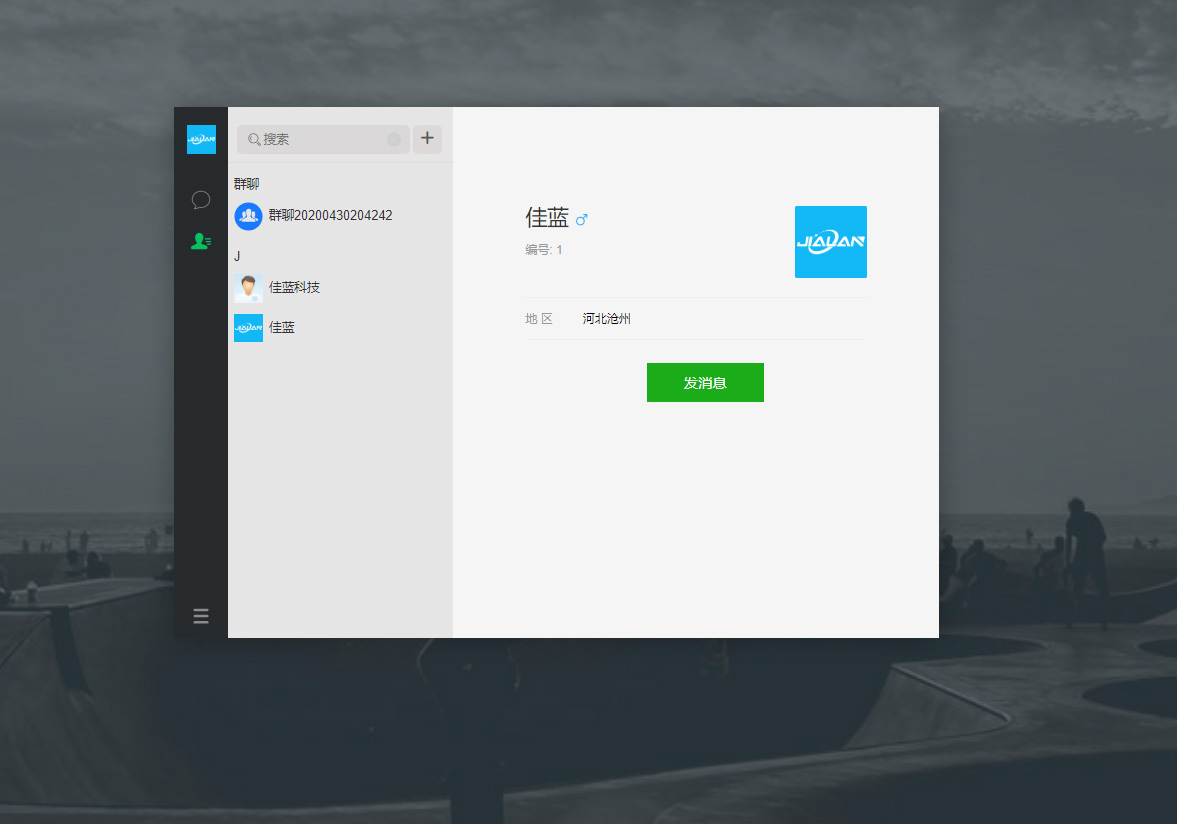 JIALAN
搜索
群聊
群聊20200430204242
J
佳蓝科技
JIALAN
佳蓝
佳蓝
编号: 1
JIALAN
地 区 河北沧州
发消息